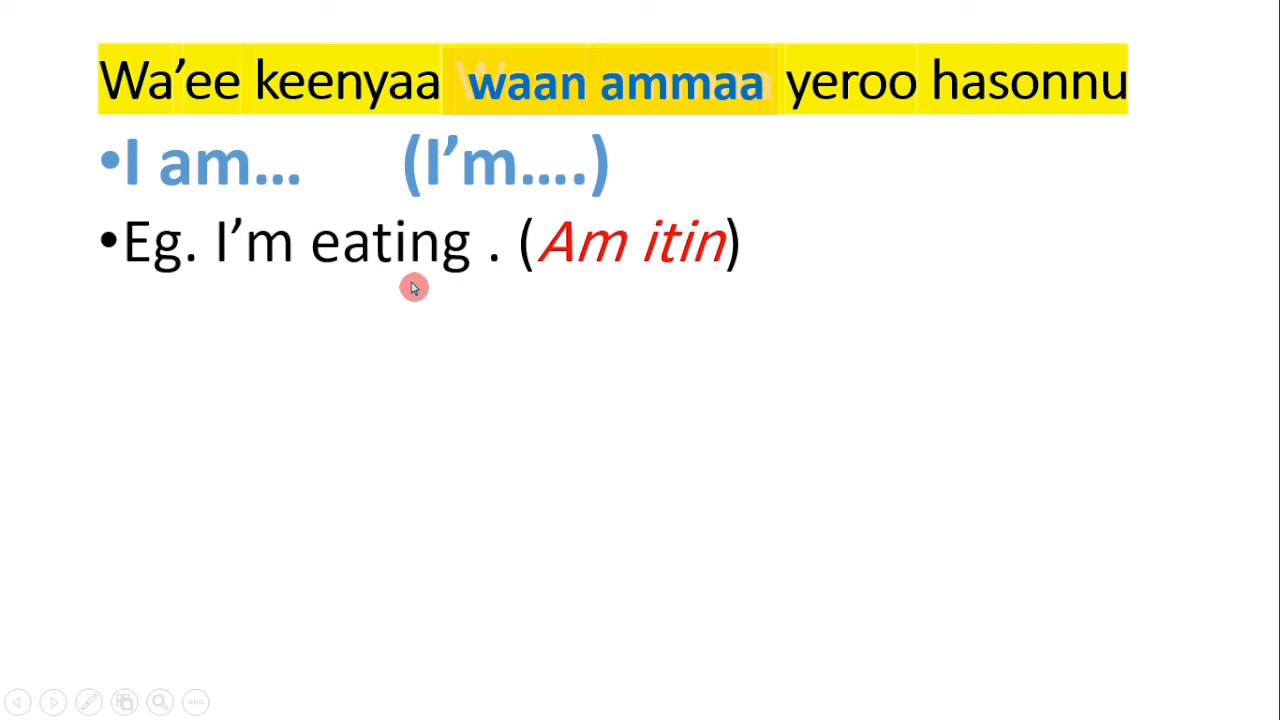 Wa’ee keenyaa waan ammaa yeroo hasonnu
•I am… (I’m….)
•Eg. I’m eating . (Am itin)